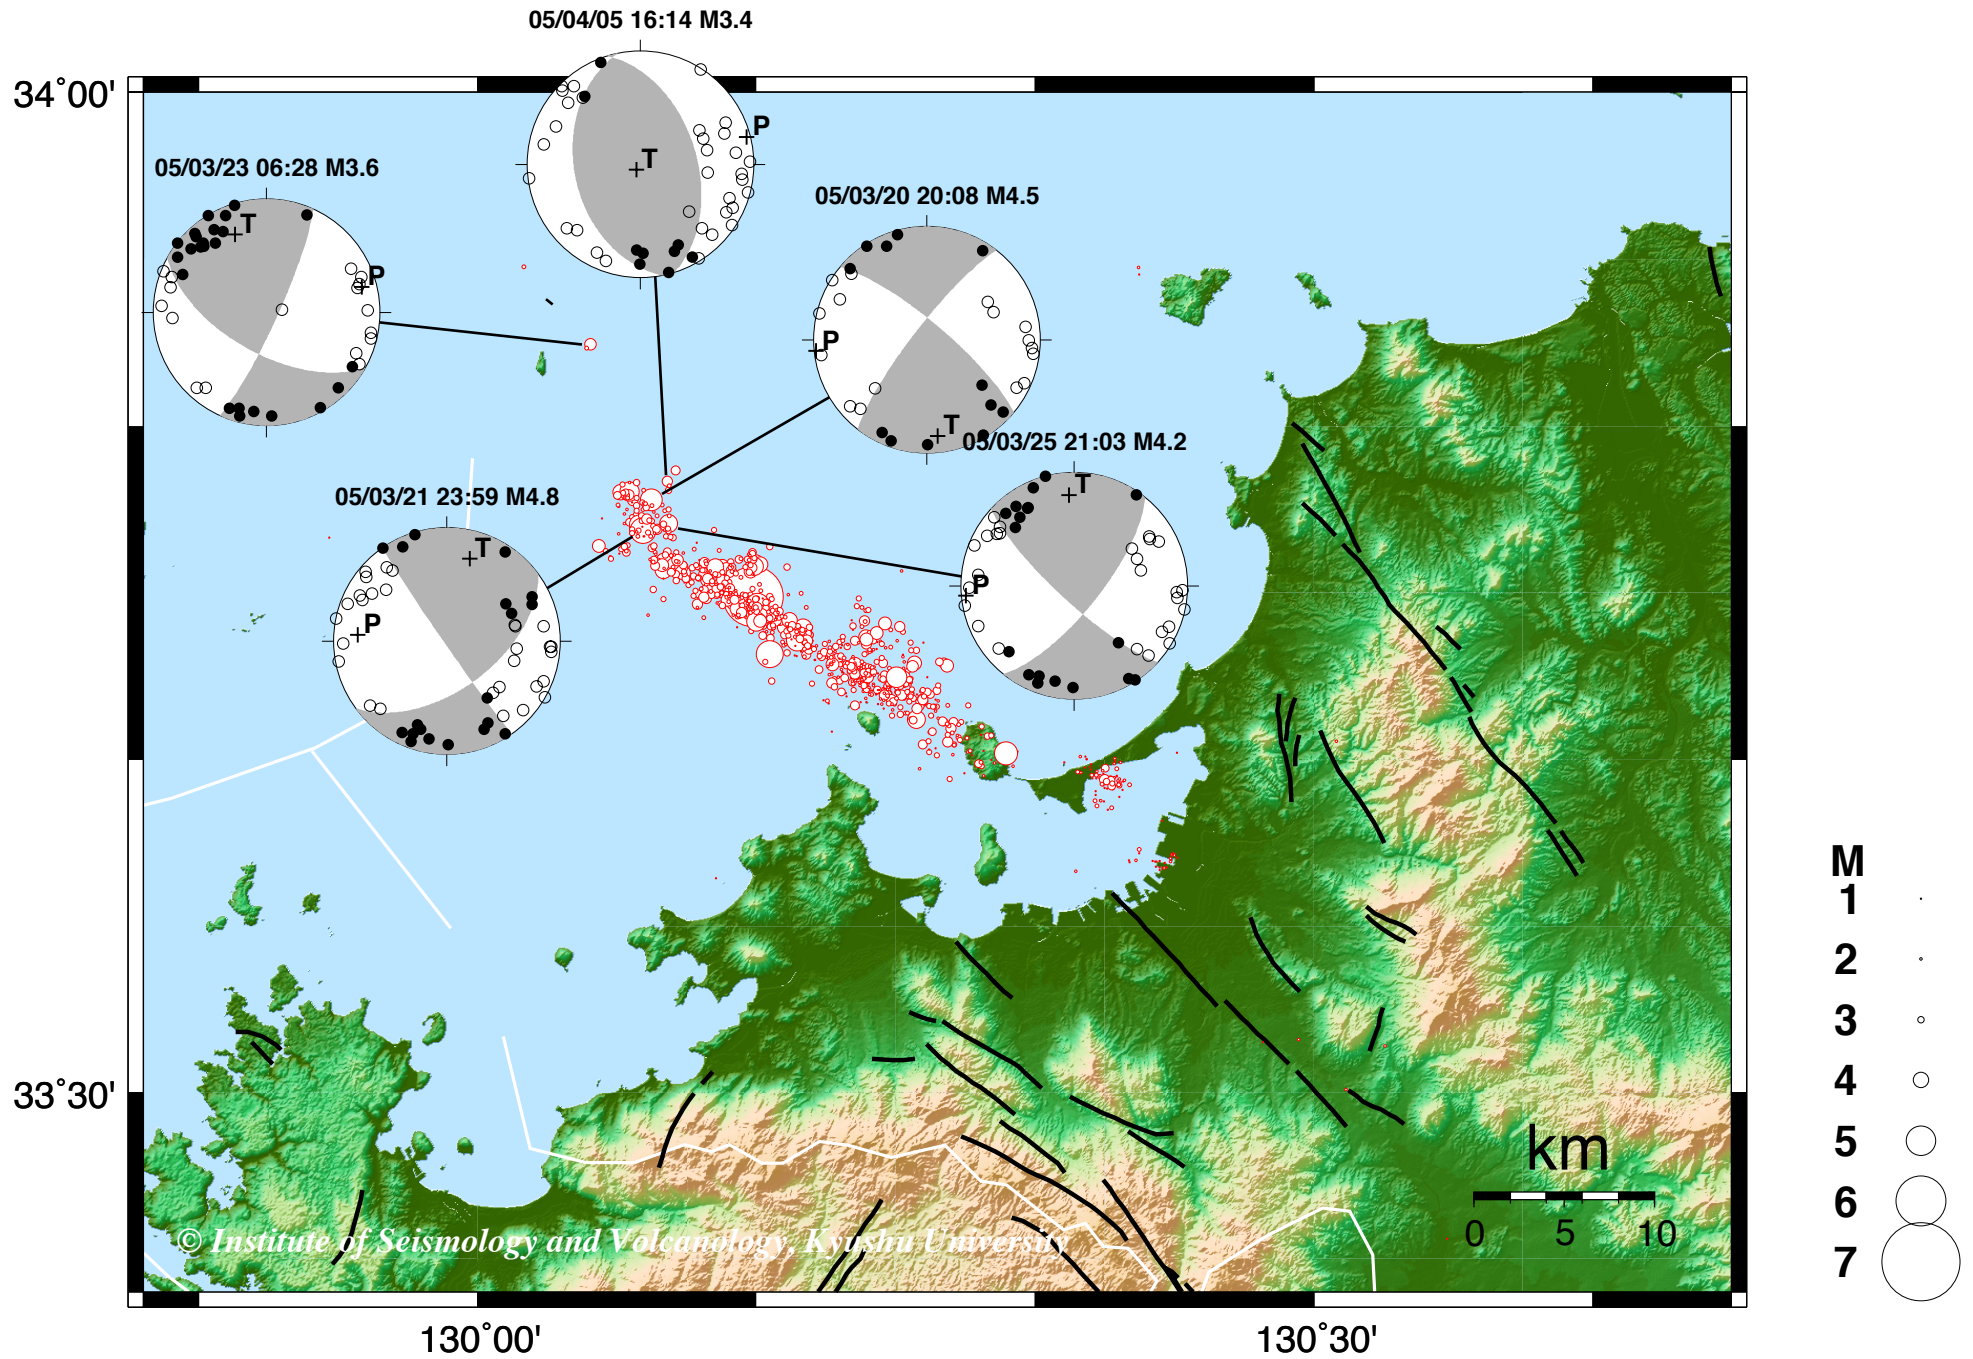 05/04/05 16:14 M3.4
34°00'
P
T
05/03/23 06:28 M3.6
T
P
05/03/20 20:08 M4.5
P
T
05/03/25 21:03 M4.2
T
P
05/03/21 23:59 M4.8
T
P
M
1
2
3
4
5
6
7
33°30'
km
0 5 10
© Institute of Seismology and Volcanology, Kyushu University
130°00' 130°30'